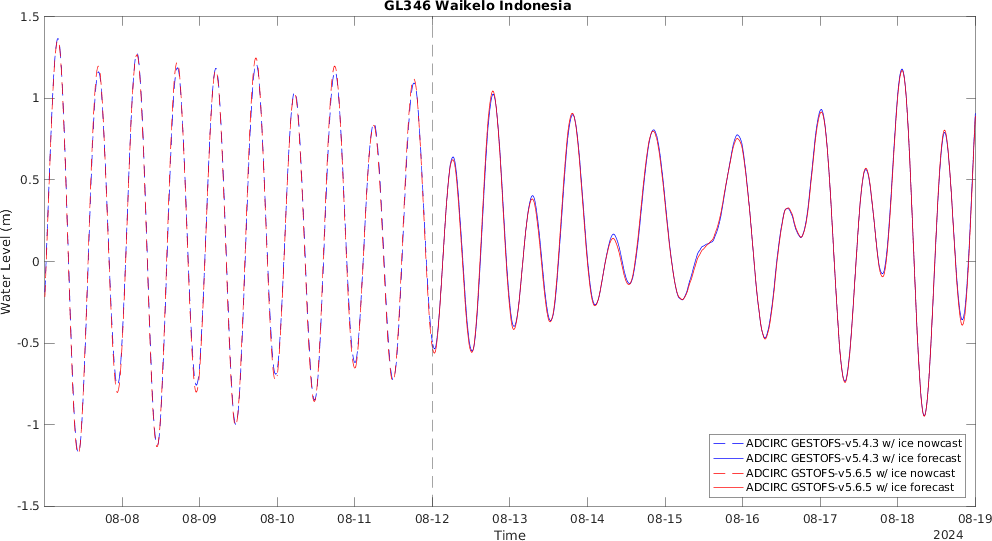 GL346 Waikelo Indonesia
1.5
1
0.5
0
-0.5
-1
-1.5
Water Level (m)
ADCIRC GESTOFS-v5.4.3 w/ ice nowcast
ADCIRC GESTOFS-v5.4.3 w/ ice forecast
ADCIRC GSTOFS-v5.6.5 w/ ice nowcast
ADCIRC GSTOFS-v5.6.5 w/ ice forecast
08-08 08-09 08-10 08-11 08-12 08-13 08-14 08-15 08-16 08-17 08-18 08-19
Time
2024